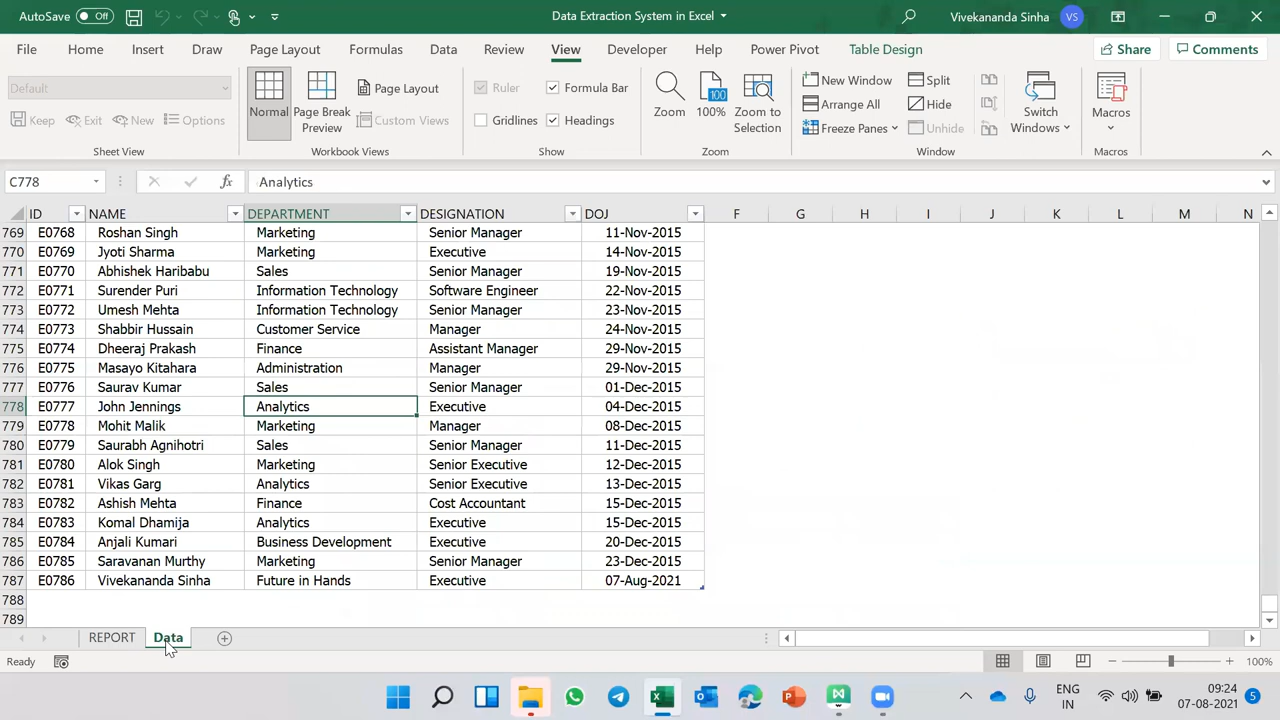 AutoSave Off Data Extraction System in Excel Vivekananda Sinha VS
File Home Insert Draw Page Layout Formulas Data Review View Developer Help Power Pivot Table Design Share Comments
Default
Keep Exit New Options
Sheet View
Normal Page Break Preview Page Layout Custom Views
Workbook Views
Ruler Formula Bar
Gridlines Headings
Show
Zoom 100 100% Zoom to Selection
Zoom
New Window Split
Arrange All Hide
Freeze Panes Unhide
Switch Windows
Window
Macros
Macros
C778 fx Analytics
ID NAME DEPARTMENT DESIGNATION DOJ F G H I J K L M N
769 E0768 Roshan Singh Marketing Senior Manager 11-Nov-2015
770 E0769 Jyoti Sharma Marketing Executive 14-Nov-2015
771 E0770 Abhishek Haribabu Sales Senior Manager 19-Nov-2015
772 E0771 Surender Puri Information Technology Software Engineer 22-Nov-2015
773 E0772 Umesh Mehta Information Technology Senior Manager 23-Nov-2015
774 E0773 Shabbir Hussain Customer Service Manager 24-Nov-2015
775 E0774 Dheeraj Prakash Finance Assistant Manager 29-Nov-2015
776 E0775 Masayo Kitahara Administration Manager 29-Nov-2015
777 E0776 Saurav Kumar Sales Senior Manager 01-Dec-2015
778 E0777 John Jennings Analytics Executive 04-Dec-2015
779 E0778 Mohit Malik Marketing Manager 08-Dec-2015
780 E0779 Saurabh Agnihotri Sales Senior Manager 11-Dec-2015
781 E0780 Alok Singh Marketing Senior Executive 12-Dec-2015
782 E0781 Vikas Garg Analytics Senior Executive 13-Dec-2015
783 E0782 Ashish Mehta Finance Cost Accountant 15-Dec-2015
784 E0783 Komal Dhamija Analytics Executive 15-Dec-2015
785 E0784 Anjali Kumari Business Development Executive 20-Dec-2015
786 E0785 Saravanan Murthy Marketing Senior Manager 23-Dec-2015
787 E0786 Vivekananda Sinha Future in Hands Executive 07-Aug-2021
788
789
REPORT Data
Ready 100%
ENG 09:24
IN 07-08-2021 5